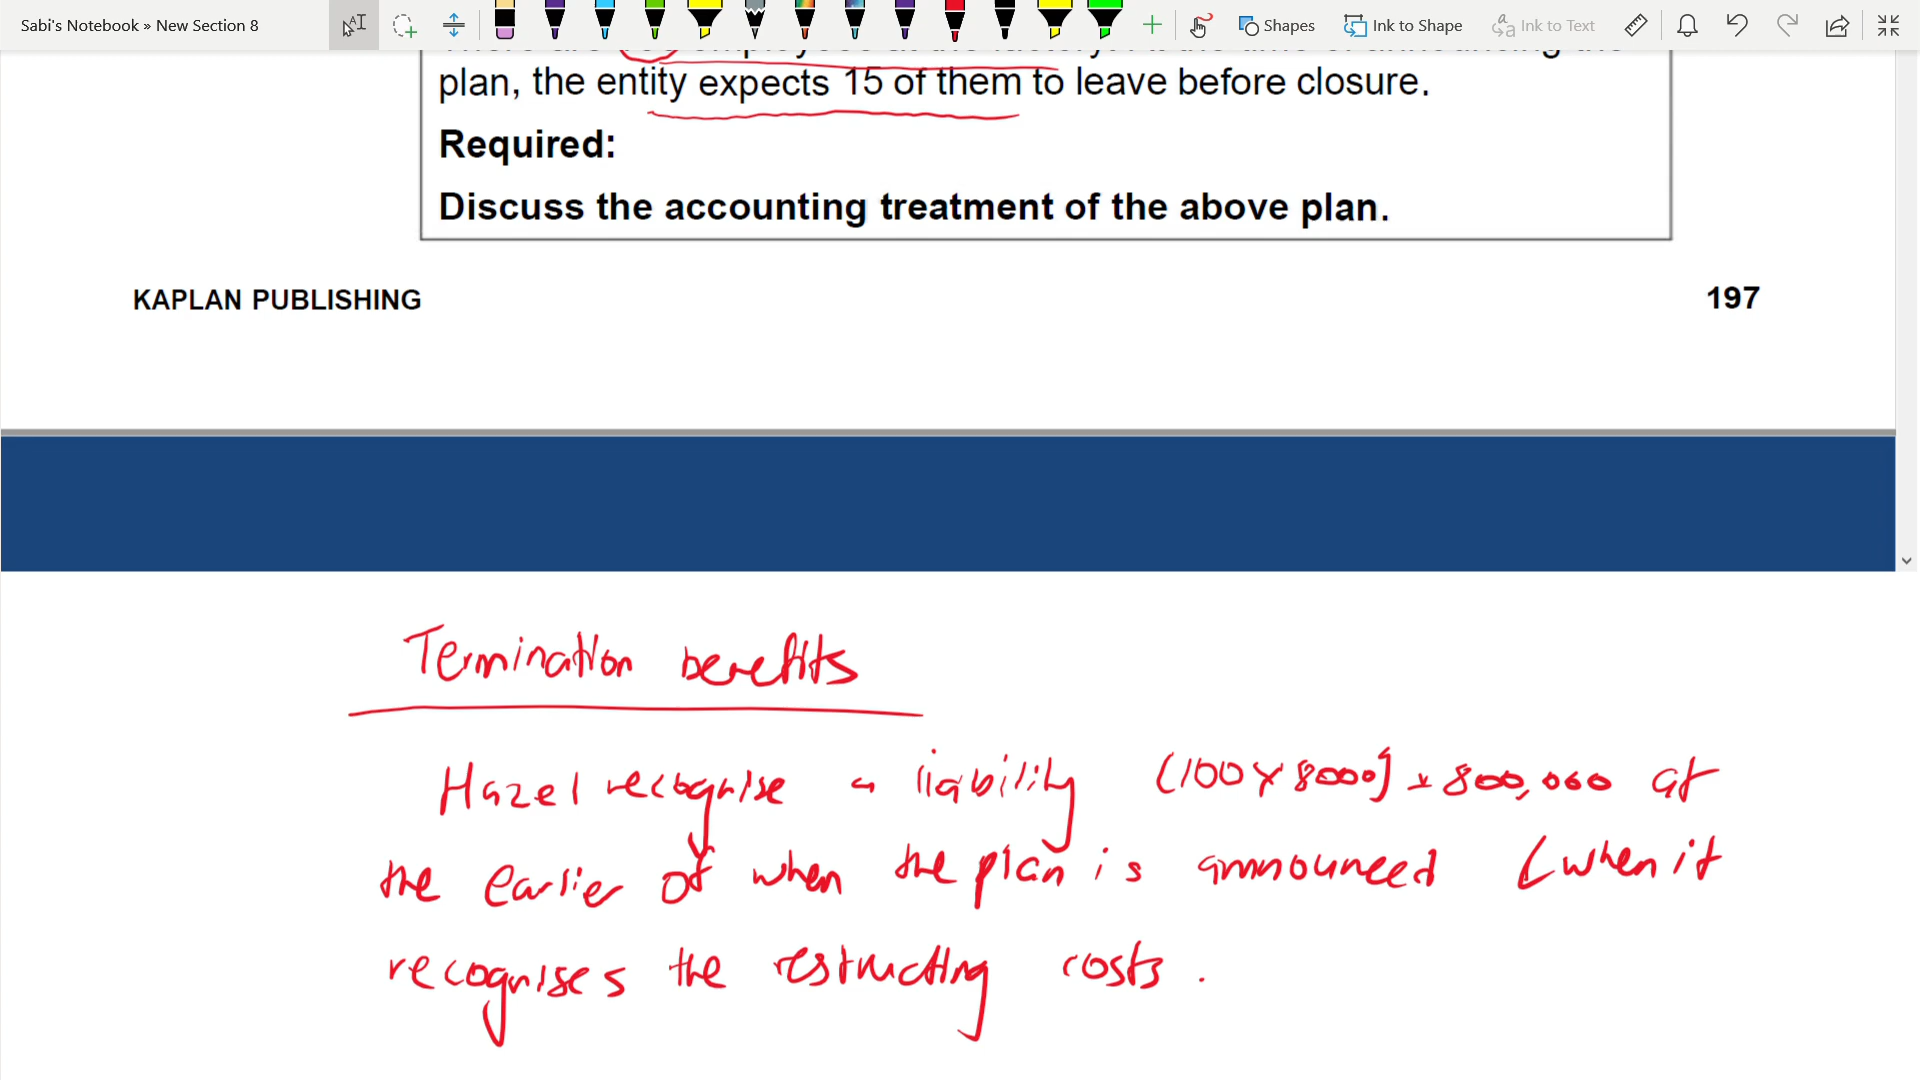 Sabi's Notebook » New Section 8
Shapes
Ink to Shape
Ink to Text
plan, the entity expects 15 of them to leave before closure.
Required:
Discuss the accounting treatment of the above plan.
KAPLAN PUBLISHING
197
Termination benefits
Hazel recognise a liability (100 x 8000) = 800,000 at
the earlier of when the plan is announced (when it
recognises the restructing costs.